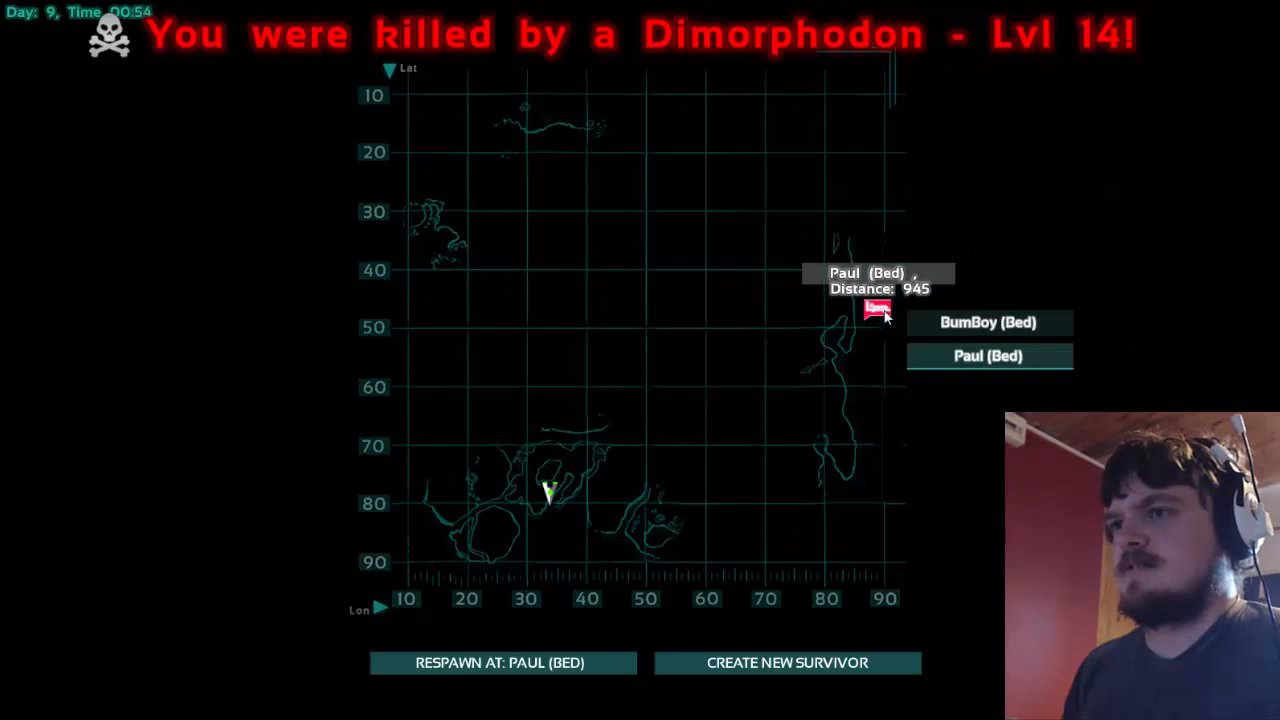 Day: 9, Time 00:54
You were killed by a Dimorphodon - Lvl 14!
Lat
10
20
30
40
50
60
70
80
90
Paul (Bed) ,
Distance: 945
BumBoy (Bed)
Paul (Bed)
Lon
10 20 30 40 50 60 70 80 90
RESPAWN AT: PAUL (BED)
CREATE NEW SURVIVOR